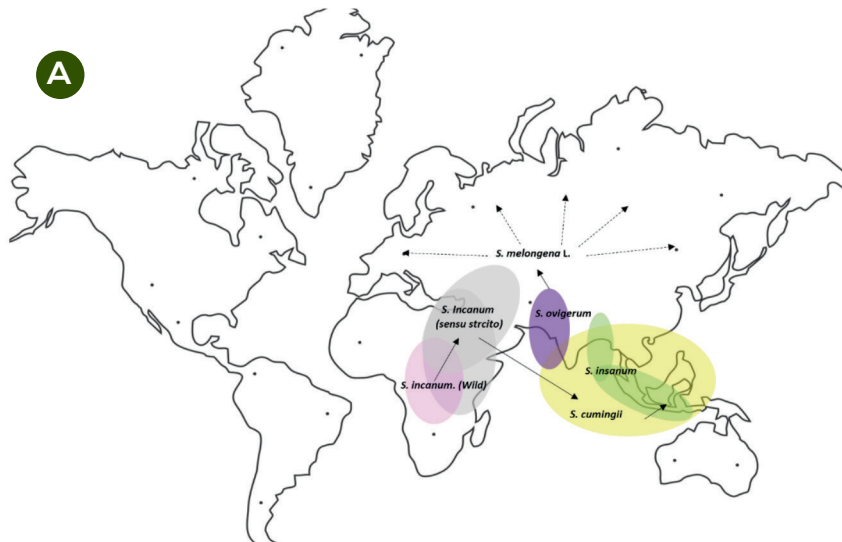 A
S. melongena L.
S. Incanum
(sensu strcito)
S. ovigerum
S. insanum
S. incanum. (Wild)
S. cumingii